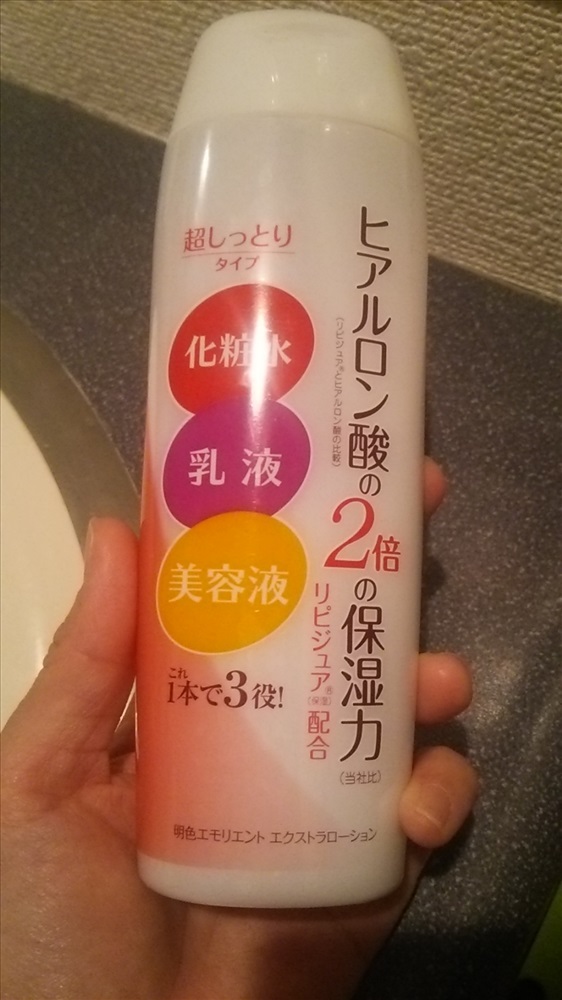 超しっとり
タイプ
化粧水
乳液
美容液
これ
1本で3役!
ヒアルロン酸の2倍の保湿力
(当社比)
(リピジュア®とヒアルロン酸の比較)
リピジュア®(保湿)配合
明色エモリエント エクストラローション